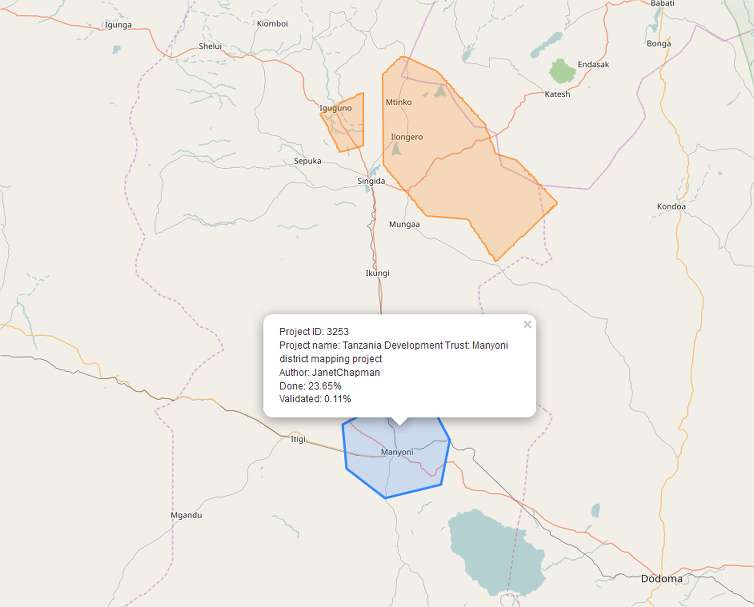 Babati
Kiomboi
Igunga
Shelui
Bonga
Endasak
Katesh
Mtinko
Iguguno
Ilongero
Sepuka
Singida
Kondoa
Mungaa
Ikungi
×
Project ID: 3253
Project name: Tanzania Development Trust: Manyoni
district mapping project
Author: JanetChapman
Done: 23.65%
Validated: 0.11%
Itigi
Manyoni
Mgandu
Dodoma